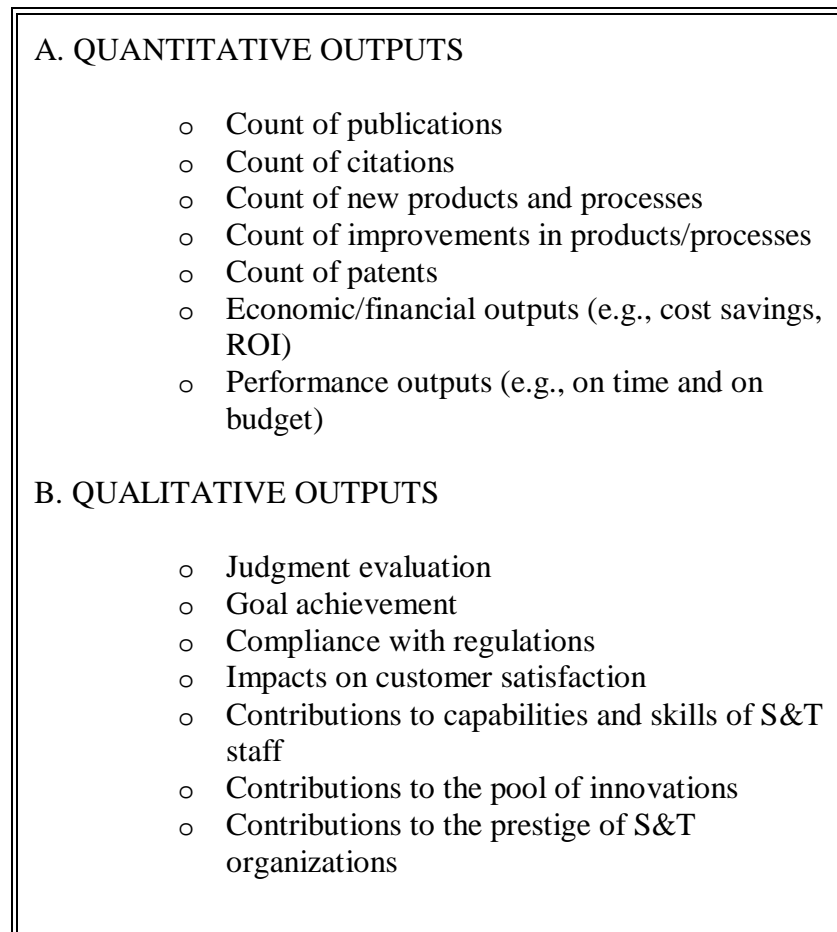 A. QUANTITATIVE OUTPUTS
o Count of publications
o Count of citations
o Count of new products and processes
o Count of improvements in products/processes
o Count of patents
o Economic/financial outputs (e.g., cost savings,
ROI)
o Performance outputs (e.g., on time and on
budget)
B. QUALITATIVE OUTPUTS
o Judgment evaluation
o Goal achievement
o Compliance with regulations
o Impacts on customer satisfaction
o Contributions to capabilities and skills of S&T
staff
o Contributions to the pool of innovations
o Contributions to the prestige of S&T
organizations